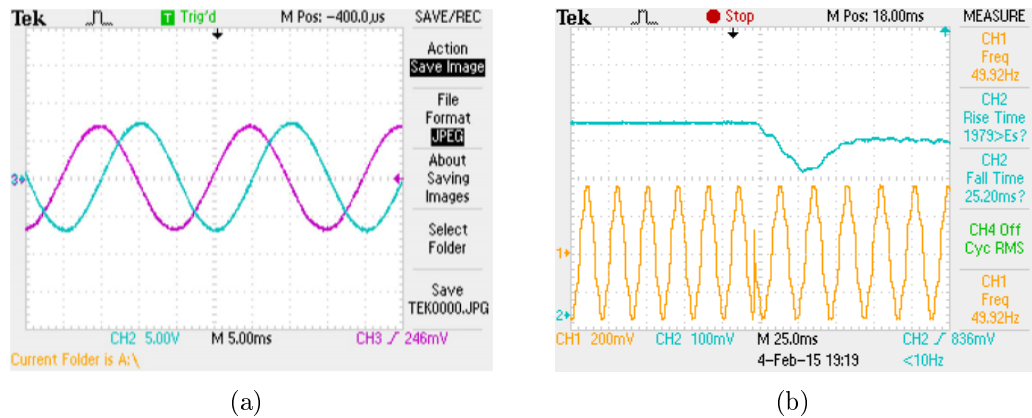 Tek
T Trig'd
M Pos: -400.0us
SAVE/REC
Action
Save Image
File
Format
JPEG
About
Saving
Images
Select
Folder
Save
TEK0000.JPG
3
CH2 5.00V
M 5.00ms
CH3 / 246mV
Current Folder is A:\
(a)
Tek
Stop
M Pos: 18.00ms
MEASURE
CH1
Freq
49.92Hz
CH2
Rise Time
1979>Es?
CH2
Fall Time
25.20ms?
CH4 Off
Cyc RMS
CH1
Freq
49.92Hz
1
2
CH1 200mV
CH2 100mV
M 25.0ms
CH2 / 836mV
4-Feb-15 19:19
<10Hz
(b)